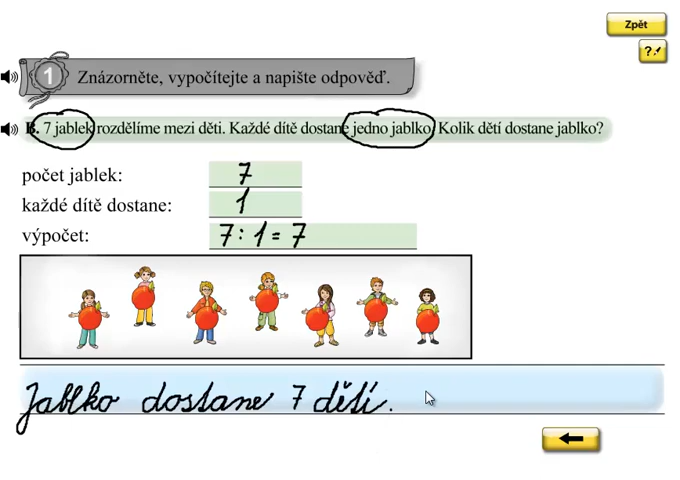 Zpět
?
1 Znázorněte, vypočítejte a napište odpověď.
B. 7 jablek rozdělíme mezi děti. Každé dítě dostane jedno jablko. Kolik dětí dostane jablko?
počet jablek: 7
každé dítě dostane: 1
výpočet: 7 : 1 = 7
Jablko dostane 7 dětí.